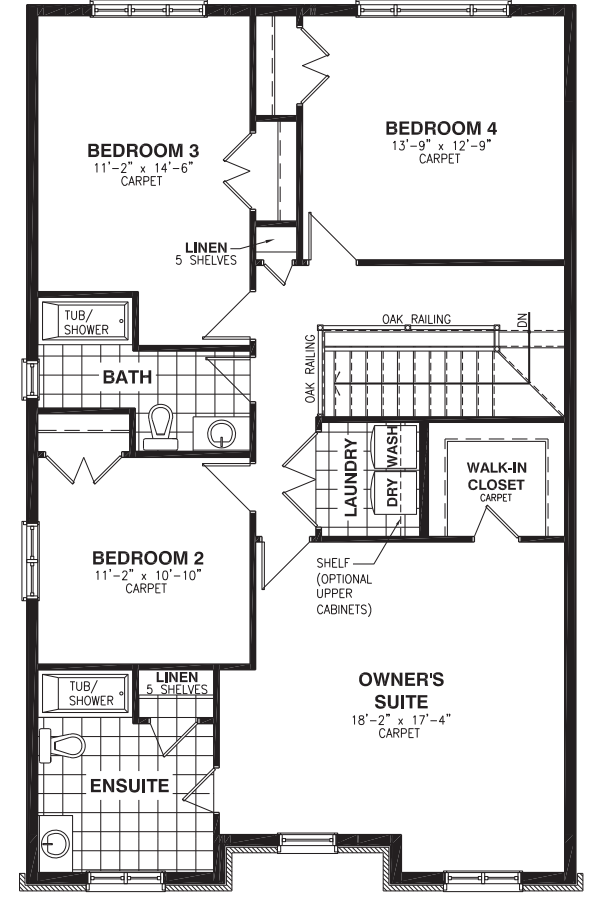 BEDROOM 3
11'-2" x 14'-6"
CARPET
BEDROOM 4
13'-9" x 12'-9"
CARPET
LINEN
5 SHELVES
TUB/
SHOWER
OAK RAILING
DN
OAK RAILING
BATH
LAUNDRY
WASH
DRY
WALK-IN
CLOSET
CARPET
BEDROOM 2
11'-2" x 10'-10"
CARPET
SHELF
(OPTIONAL
UPPER
CABINETS)
TUB/
SHOWER
LINEN
5 SHELVES
OWNER'S
SUITE
18'-2" x 17'-4"
CARPET
ENSUITE